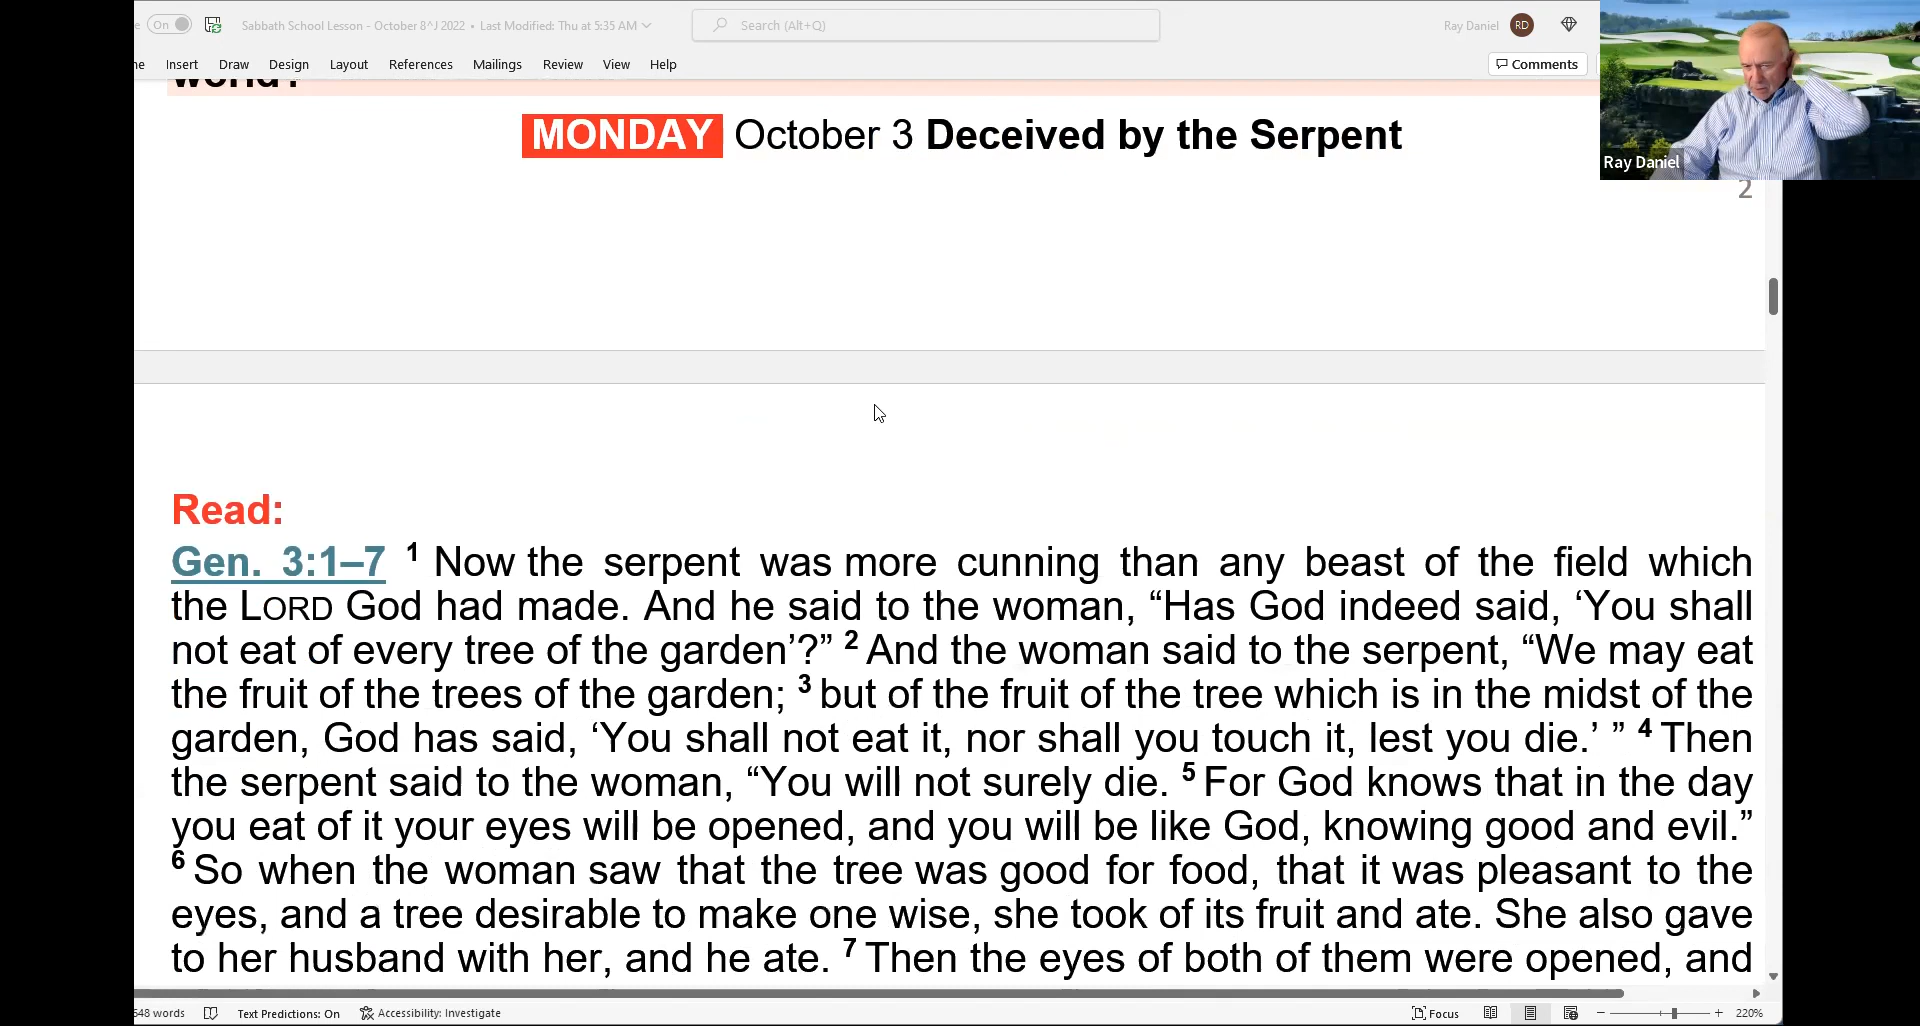 On Sabbath School Lesson - October 8^J 2022 • Last Modified: Thu at 5:35 AM Search (Alt+Q) Ray Daniel RD
Insert Draw Design Layout References Mailings Review View Help Comments
world?
MONDAY October 3 Deceived by the Serpent
Ray Daniel
2
Read:
Gen. 3:1–7 1 Now the serpent was more cunning than any beast of the field which
the LORD God had made. And he said to the woman, “Has God indeed said, ‘You shall
not eat of every tree of the garden’?” 2 And the woman said to the serpent, “We may eat
the fruit of the trees of the garden; 3 but of the fruit of the tree which is in the midst of the
garden, God has said, ‘You shall not eat it, nor shall you touch it, lest you die.’ ” 4 Then
the serpent said to the woman, “You will not surely die. 5 For God knows that in the day
you eat of it your eyes will be opened, and you will be like God, knowing good and evil.”
6 So when the woman saw that the tree was good for food, that it was pleasant to the
eyes, and a tree desirable to make one wise, she took of its fruit and ate. She also gave
to her husband with her, and he ate. 7 Then the eyes of both of them were opened, and
648 words Text Predictions: On Accessibility: Investigate Focus 220%